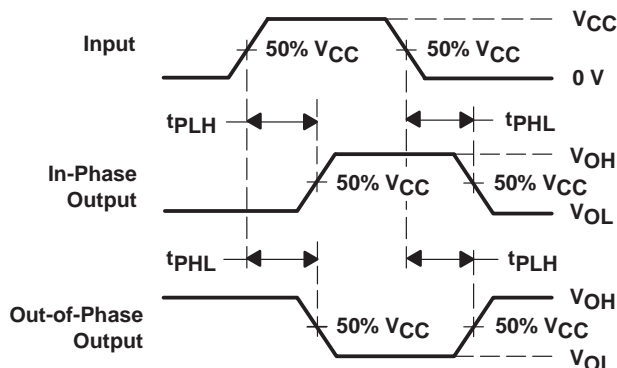 VCC
Input
50% VCC
50% VCC
0 V
tPLH
tPHL
VOH
In-Phase
Output
50% VCC
50% VCC
VOL
tPHL
tPLH
VOH
Out-of-Phase
Output
50% VCC
50% VCC
VOL